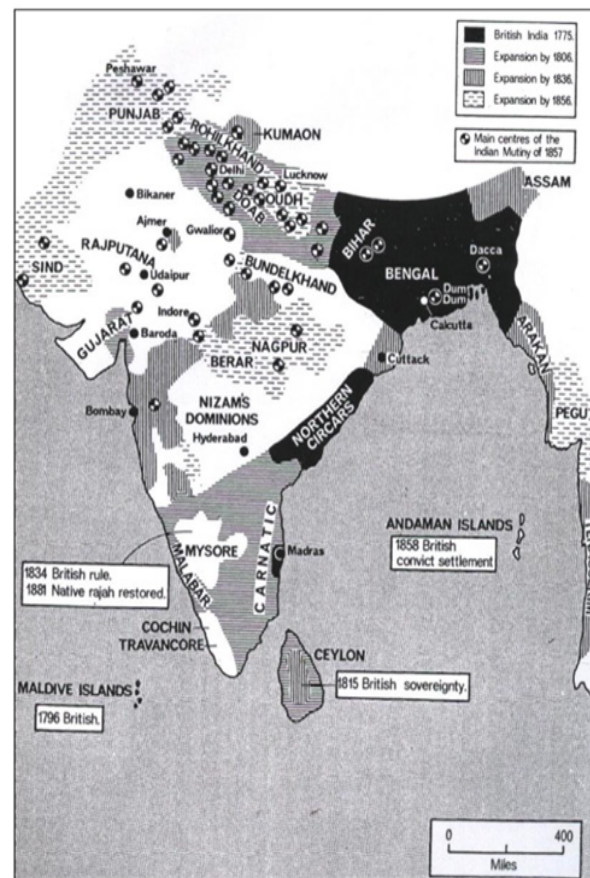 British India 1775.
Expansion by 1806.
Expansion by 1836.
Expansion by 1856.
Main centres of the
Indian Mutiny of 1857
Peshawar
PUNJAB
ROHILKHAND
KUMAON
Delhi
Lucknow
DOAB
OUDH
ASSAM
Bikaner
Ajmer
Gwalior
RAJPUTANA
BIHAR
Dacca
SIND
Udaipur
BUNDELKHAND
BENGAL
Dum
Dum
Indore
Calcutta
GUJARAT
Baroda
NAGPUR
BERAR
Cuttack
ARAKAN
Bombay
NIZAM'S
DOMINIONS
Hyderabad
NORTHERN
CIRCARS
PEGU
ANDAMAN ISLANDS
1858 British
convict settlement
MYSORE
CARNATIC
Madras
1834 British rule.
1881 Native rajah restored.
MALABAR
COCHIN
TRAVANCORE
CEYLON
1815 British sovereignty.
MALDIVE ISLANDS
1796 British.
0 400
Miles